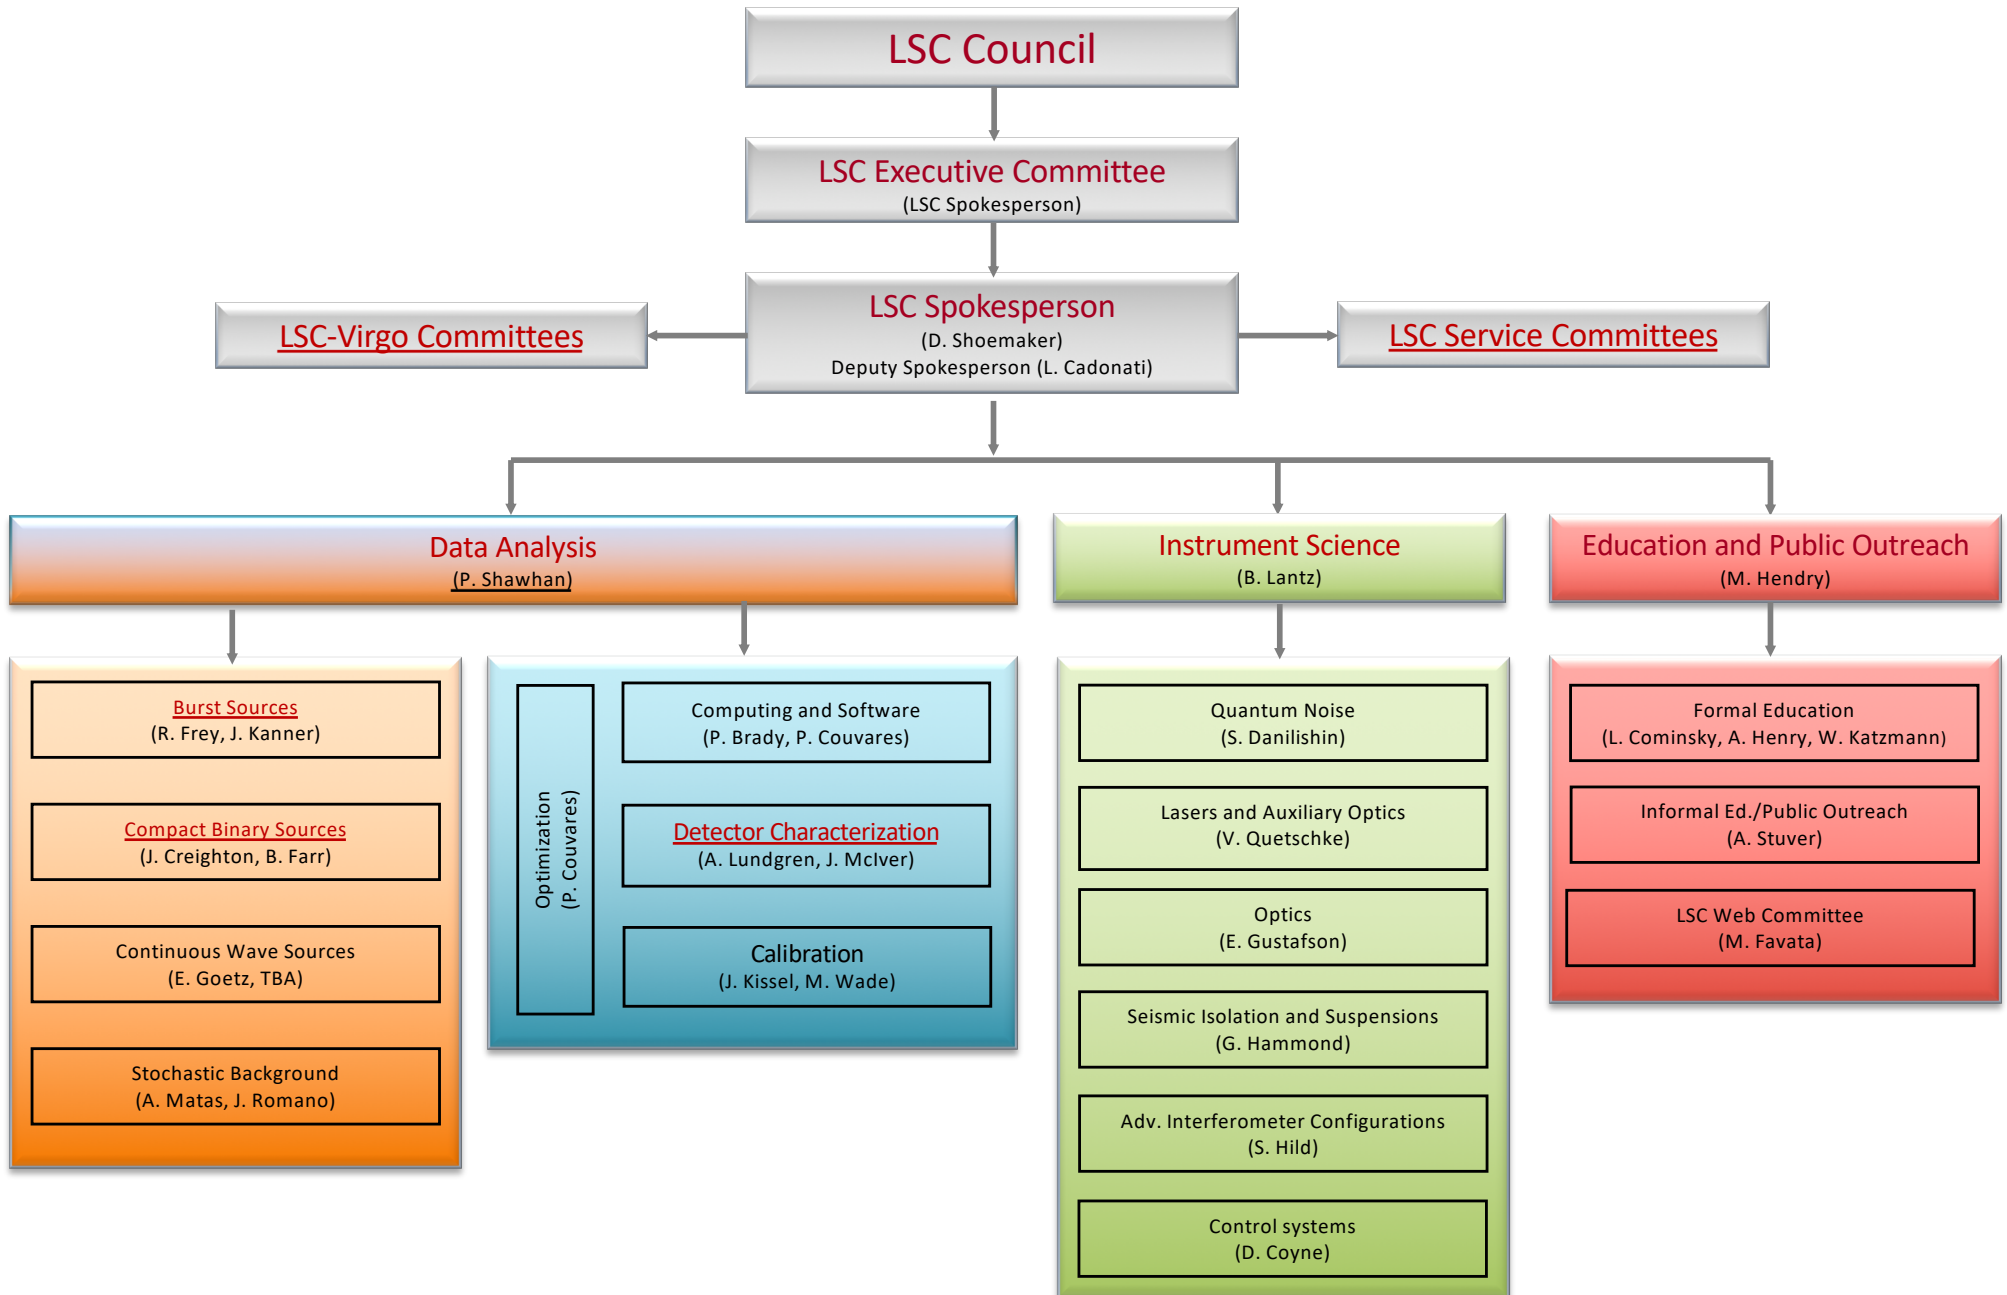 LSC Council
LSC Executive Committee
(LSC Spokesperson)
LSC Spokesperson
(D. Shoemaker)
Deputy Spokesperson (L. Cadonati)
LSC-Virgo Committees
LSC Service Committees
Data Analysis
(P. Shawhan)
Instrument Science
(B. Lantz)
Education and Public Outreach
(M. Hendry)
Burst Sources
(R. Frey, J. Kanner)
Compact Binary Sources
(J. Creighton, B. Farr)
Continuous Wave Sources
(E. Goetz, TBA)
Stochastic Background
(A. Matas, J. Romano)
Optimization
(P. Couvares)
Computing and Software
(P. Brady, P. Couvares)
Detector Characterization
(A. Lundgren, J. McIver)
Calibration
(J. Kissel, M. Wade)
Quantum Noise
(S. Danilishin)
Lasers and Auxiliary Optics
(V. Quetschke)
Optics
(E. Gustafson)
Seismic Isolation and Suspensions
(G. Hammond)
Adv. Interferometer Configurations
(S. Hild)
Control systems
(D. Coyne)
Formal Education
(L. Cominsky, A. Henry, W. Katzmann)
Informal Ed./Public Outreach
(A. Stuver)
LSC Web Committee
(M. Favata)